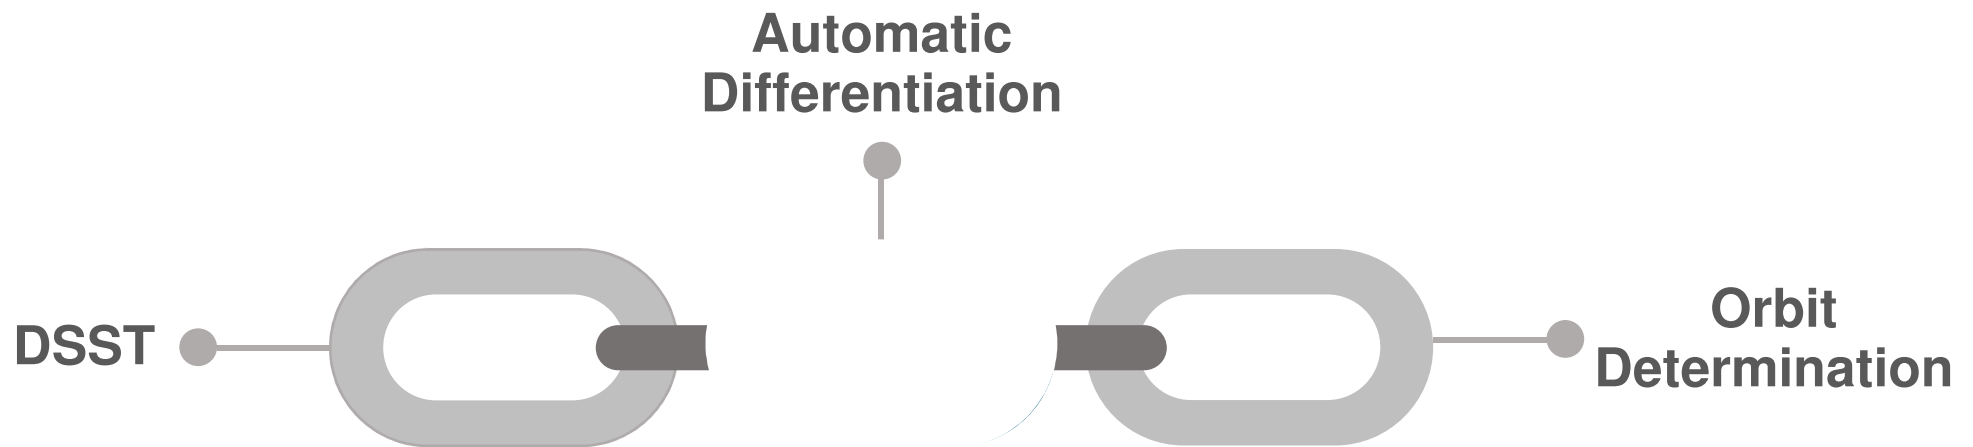 Automatic
Differentiation
DSST
Orbit
Determination